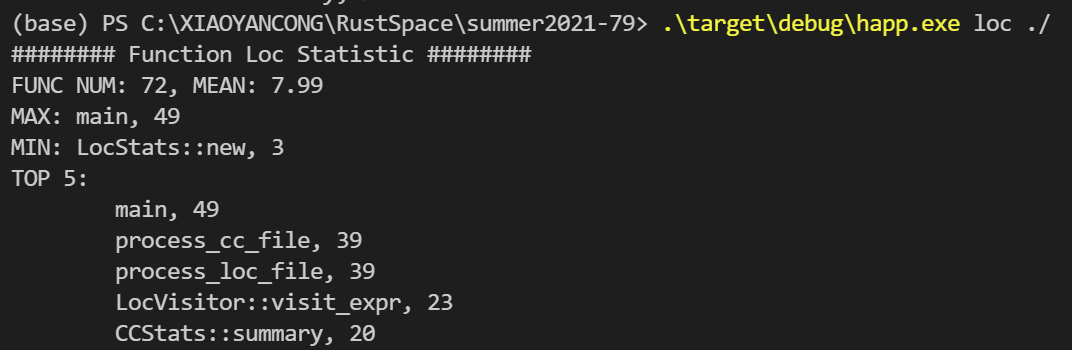 (base) PS C:\XIAOYANCONG\RustSpace\summer2021-79> .\target\debug\happ.exe loc ./
######## Function Loc Statistic ########
FUNC NUM: 72, MEAN: 7.99
MAX: main, 49
MIN: LocStats::new, 3
TOP 5:
main, 49
process_cc_file, 39
process_loc_file, 39
LocVisitor::visit_expr, 23
CCStats::summary, 20